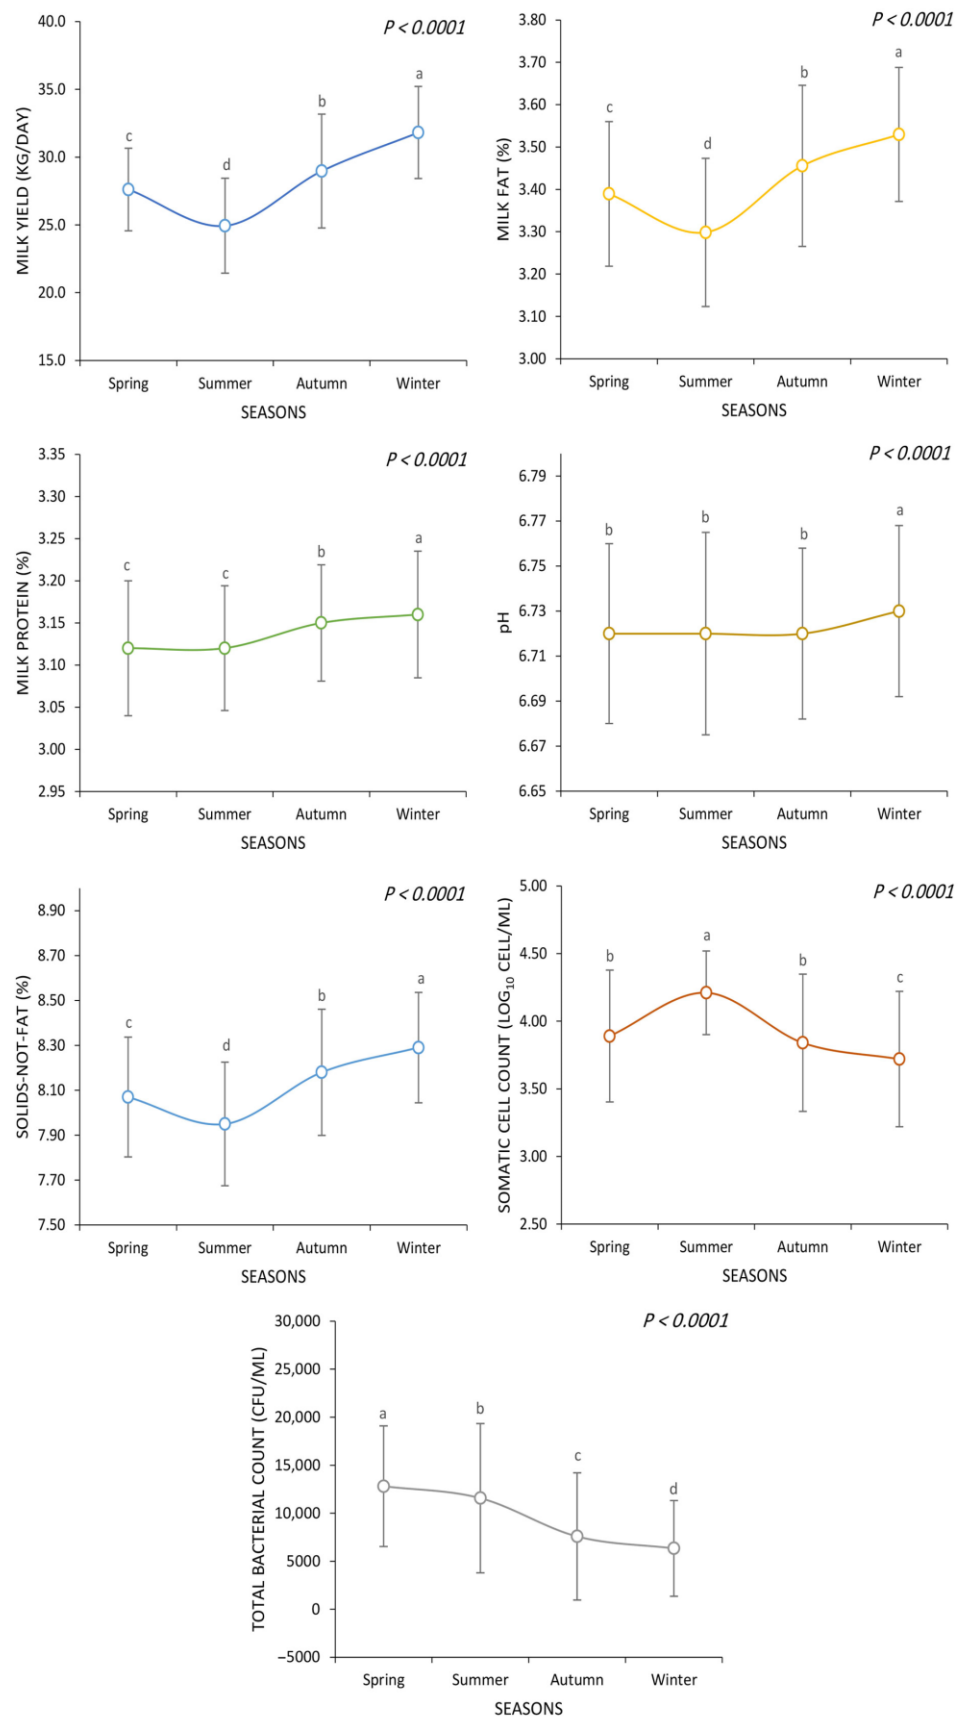 P < 0.0001
40.0
35.0
30.0
25.0
20.0
15.0
MILK YIELD (KG/DAY)
c
d
b
a
Spring Summer Autumn Winter
SEASONS
P < 0.0001
3.80
3.70
3.60
3.50
3.40
3.30
3.20
3.10
3.00
MILK FAT (%)
c
d
b
a
Spring Summer Autumn Winter
SEASONS
P < 0.0001
3.35
3.30
3.25
3.20
3.15
3.10
3.05
3.00
2.95
MILK PROTEIN (%)
c
c
b
a
Spring Summer Autumn Winter
SEASONS
P < 0.0001
6.79
6.77
6.75
6.73
6.71
6.69
6.67
6.65
pH
b
b
b
a
Spring Summer Autumn Winter
SEASONS
P < 0.0001
8.90
8.70
8.50
8.30
8.10
7.90
7.70
7.50
SOLIDS-NOT-FAT (%)
c
d
b
a
Spring Summer Autumn Winter
SEASONS
P < 0.0001
5.00
4.50
4.00
3.50
3.00
2.50
SOMATIC CELL COUNT (LOG₁₀ CELL/ML)
b
a
b
c
Spring Summer Autumn Winter
SEASONS
P < 0.0001
30,000
25,000
20,000
15,000
10,000
5000
0
−5000
TOTAL BACTERIAL COUNT (CFU/ML)
a
b
c
d
Spring Summer Autumn Winter
SEASONS